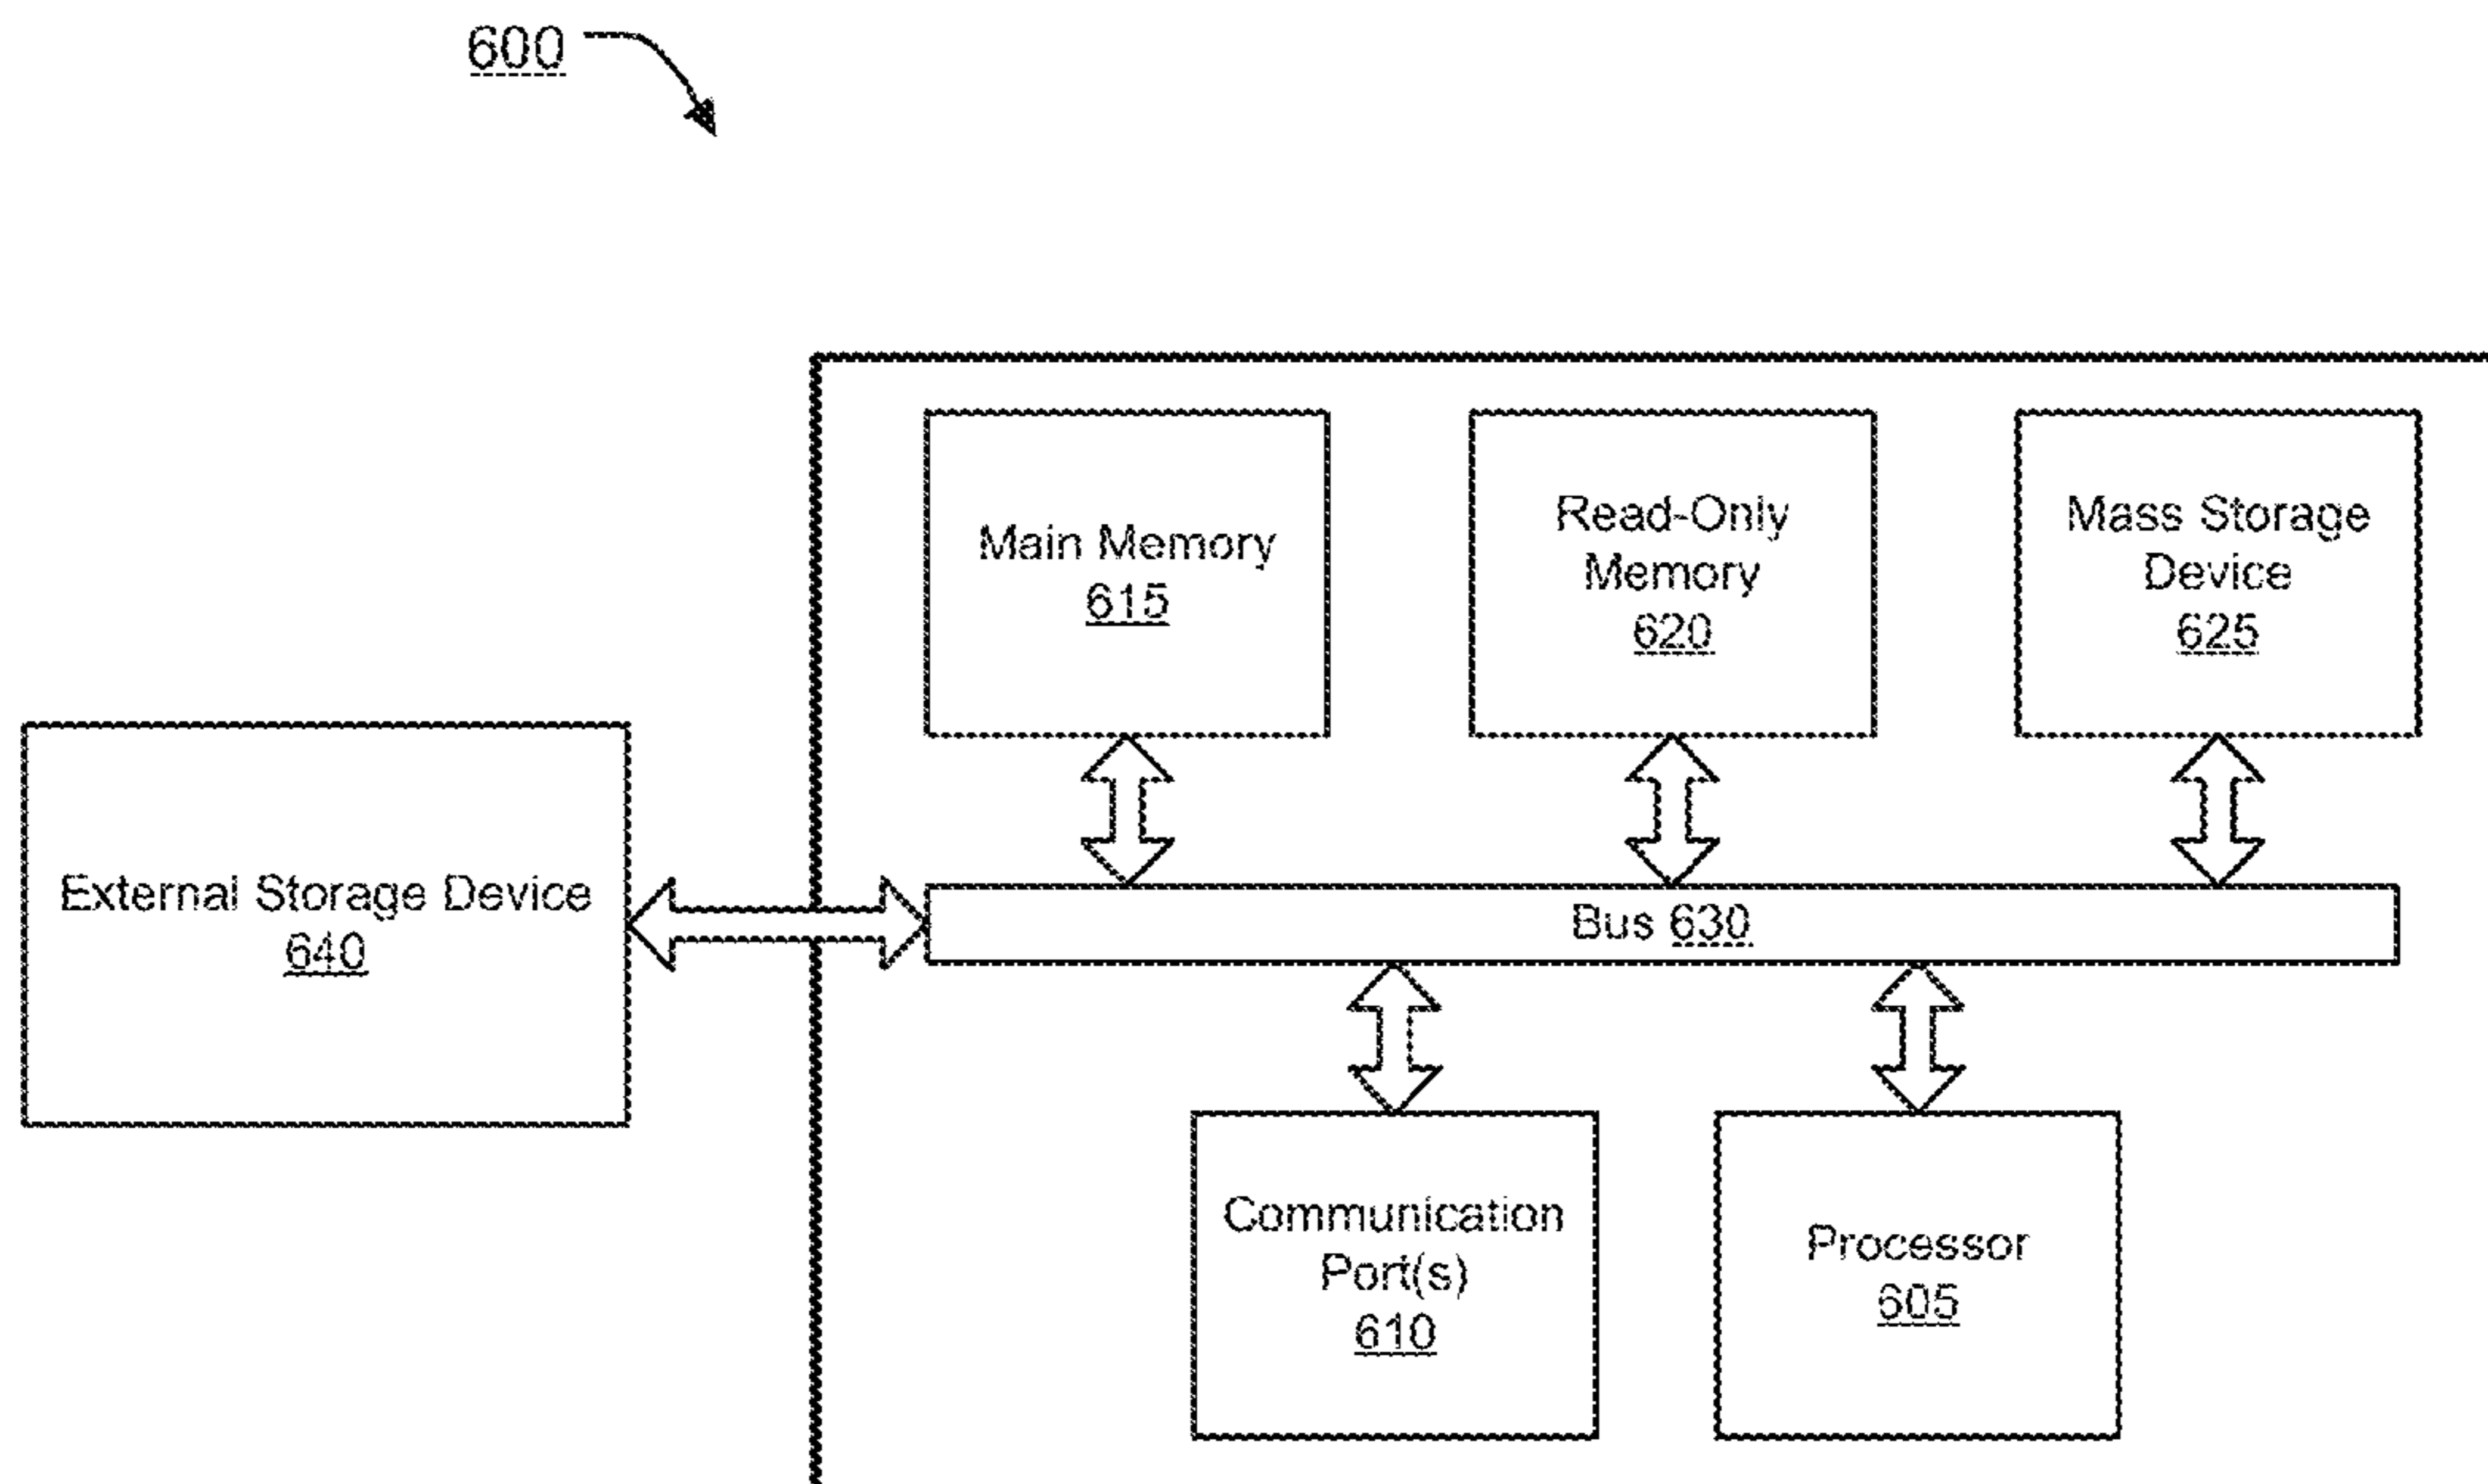 600
Main Memory
615
Read-Only
Memory
620
Mass Storage
Device
625
External Storage Device
640
Bus 630
Communication
Port(s)
610
Processor
605